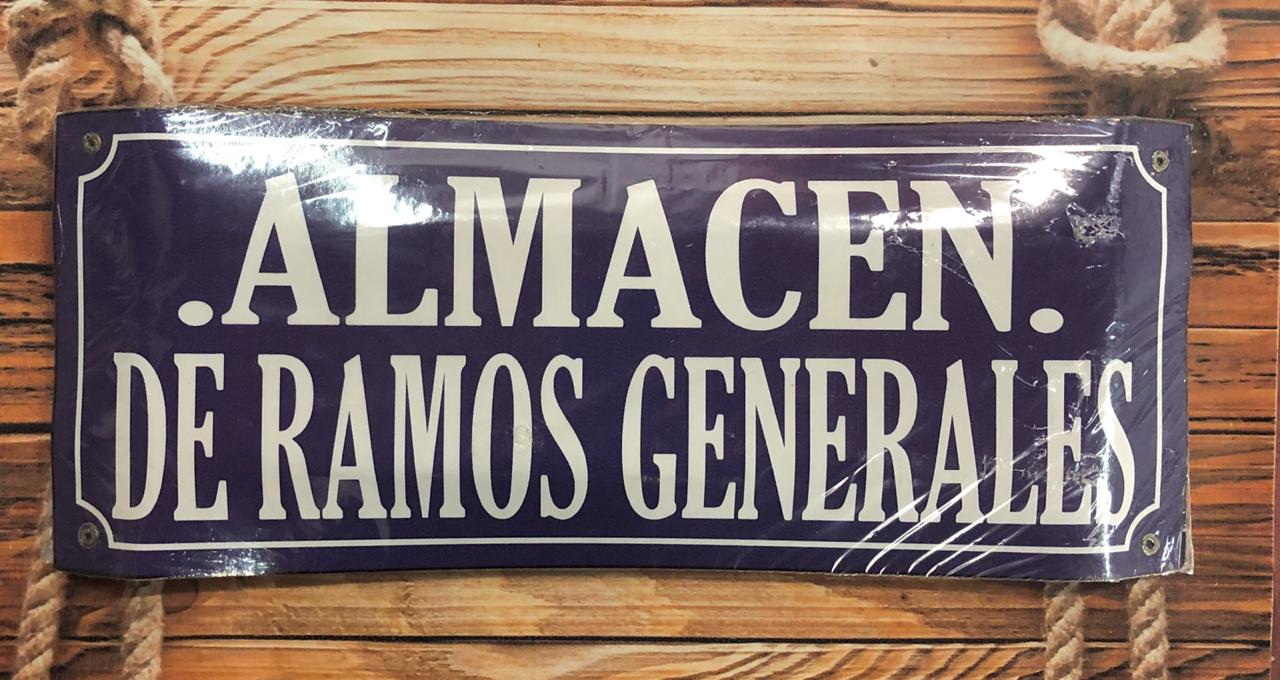 .ALMACEN.
DE RAMOS GENERALES